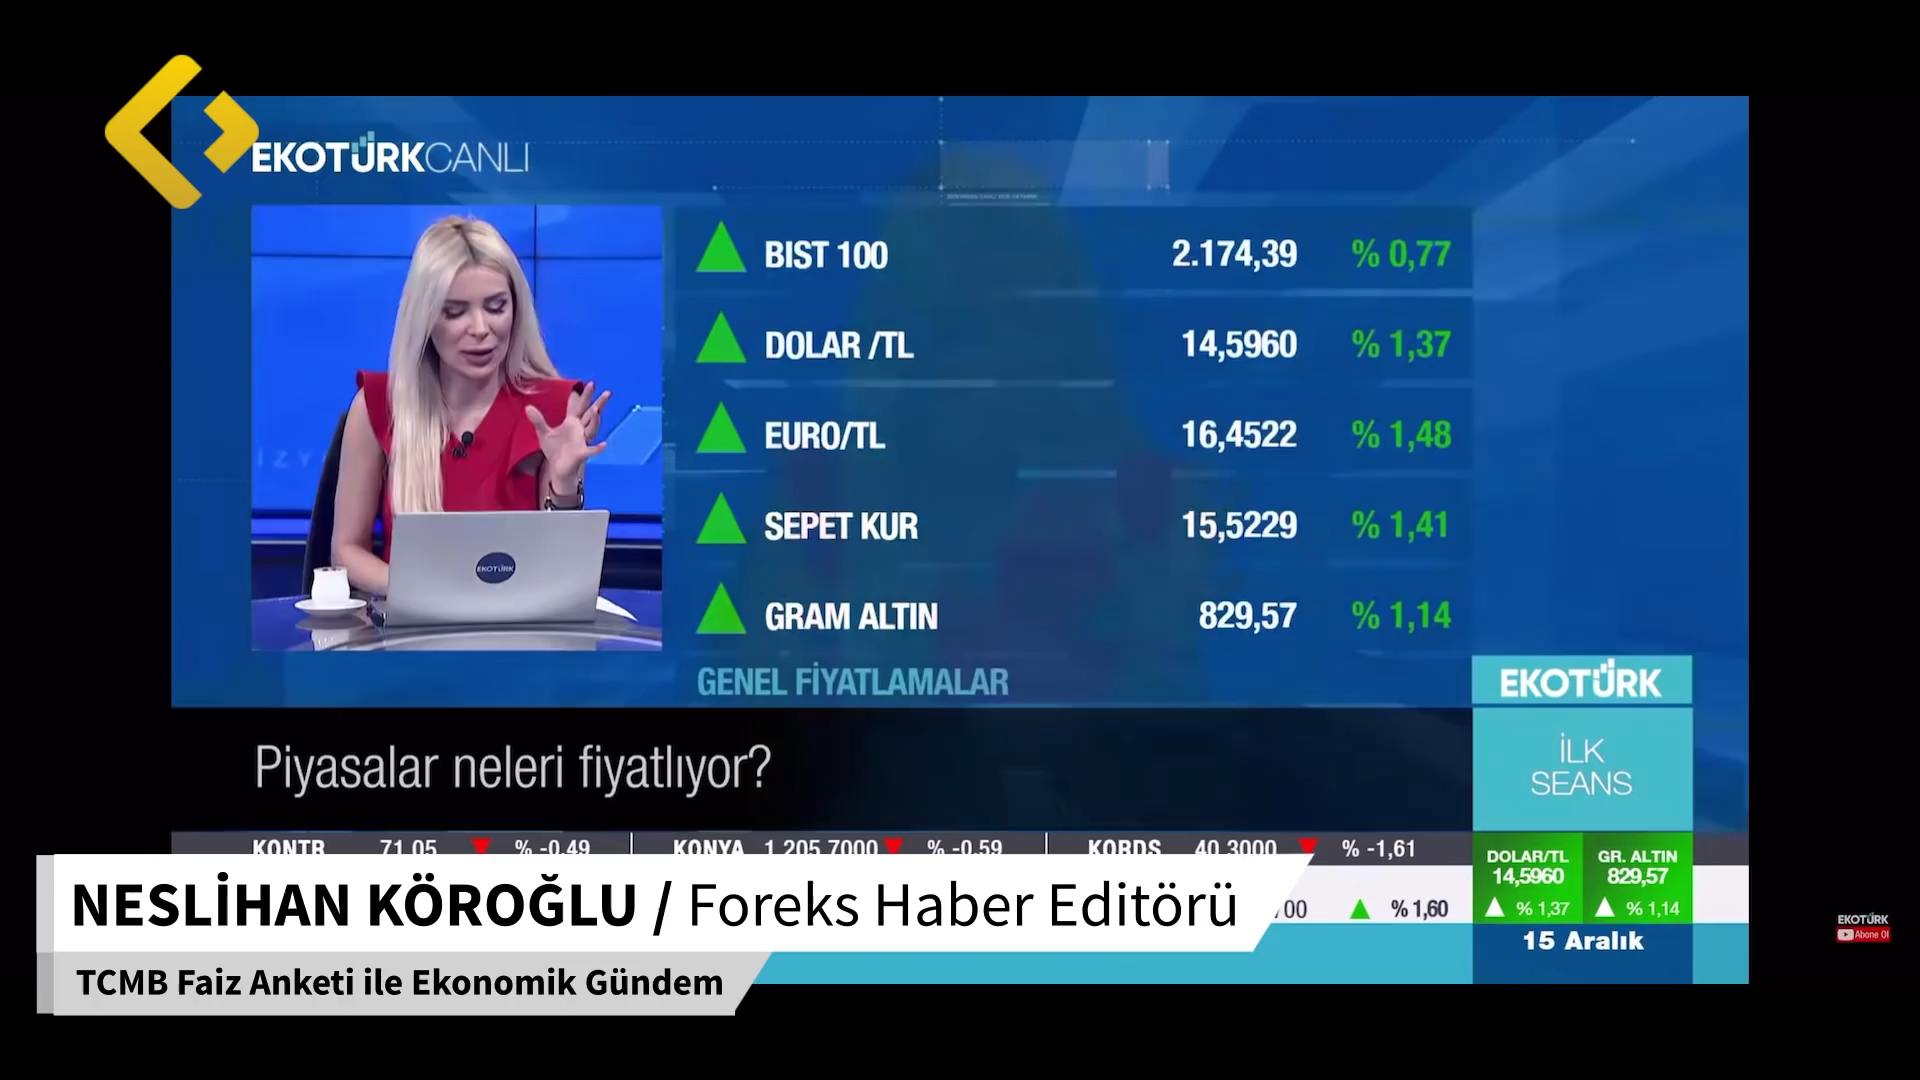 EKOTÜRKCANLI
BIST 100 2.174,39 % 0,77
DOLAR /TL 14,5960 % 1,37
EURO/TL 16,4522 % 1,48
SEPET KUR 15,5229 % 1,41
GRAM ALTIN 829,57 % 1,14
GENEL FİYATLAMALAR
EKOTÜRK
EKOTÜRK
Piyasalar neleri fiyatlıyor?
İLK
SEANS
KONTR 71,05 % -0,49 KONYA 1.205,7000 % -0,59 KORDS 40,3000 % -1,61
DOLAR/TL GR. ALTIN
14,5960 829,57
% 1,37 % 1,14
% 1,60
15 Aralık
NESLİHAN KÖROĞLU / Foreks Haber Editörü
TCMB Faiz Anketi ile Ekonomik Gündem
EKOTÜRK
Abone Ol